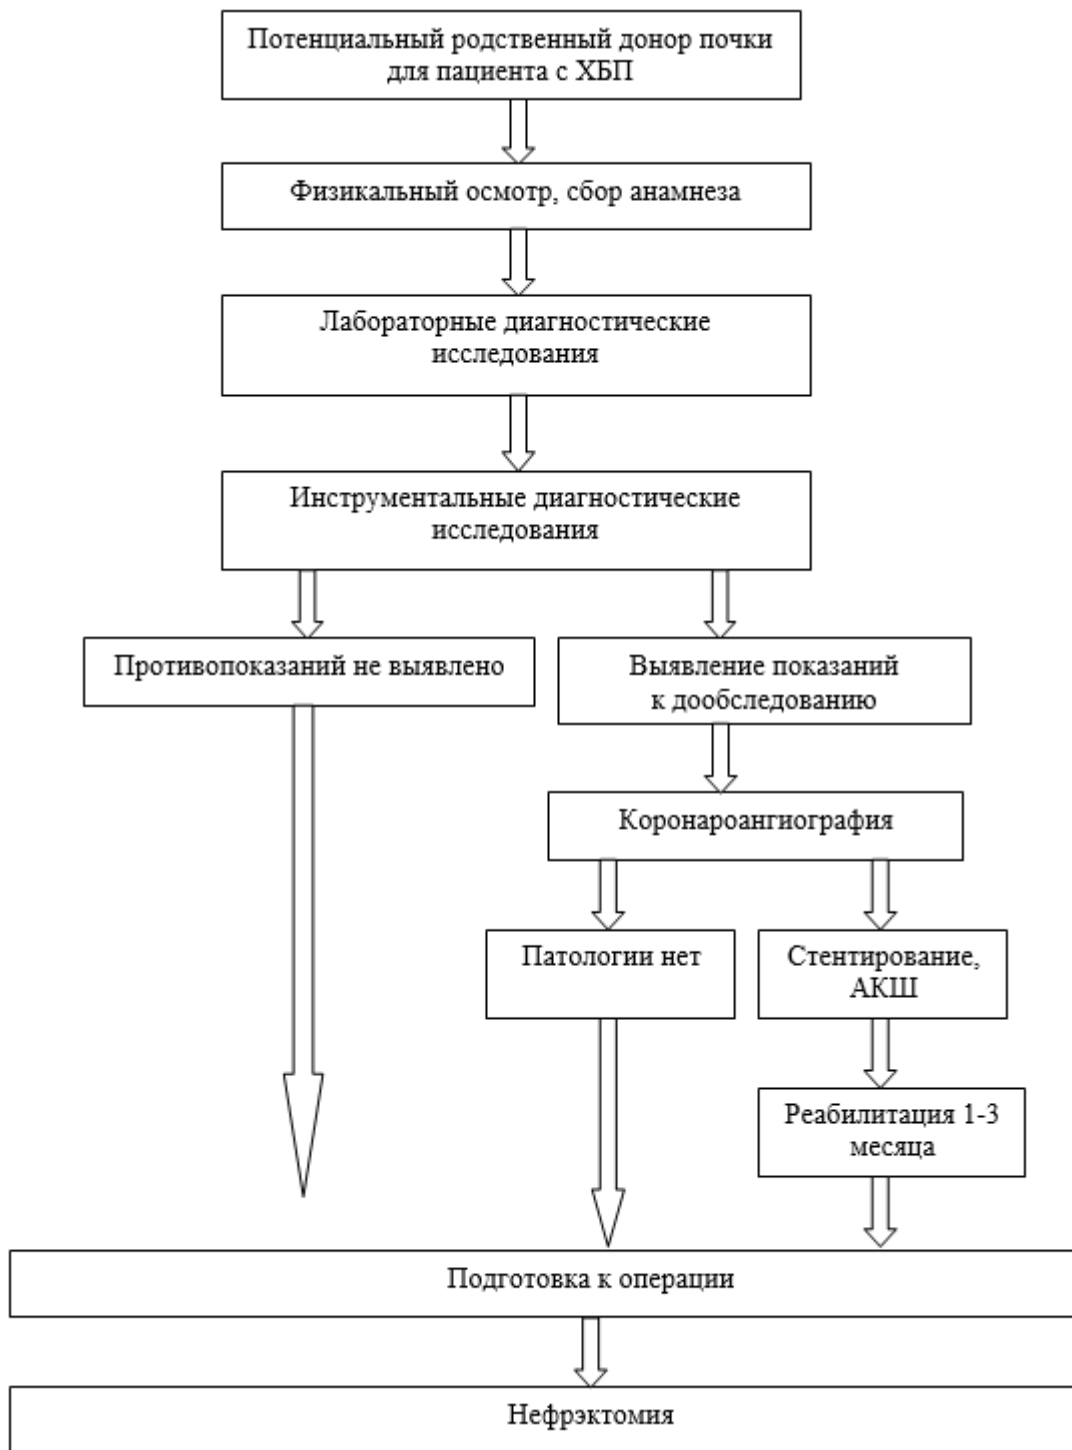 Потенциальный родственный донор почки
для пациента с ХБП
Физикальный осмотр, сбор анамнеза
Лабораторные диагностические
исследования
Инструментальные диагностические
исследования
Противопоказаний не выявлено
Выявление показаний
к дообследованию
Коронароангиография
Патологии нет
Стентирование,
АКШ
Реабилитация 1-3
месяца
Подготовка к операции
Нефрэктомия